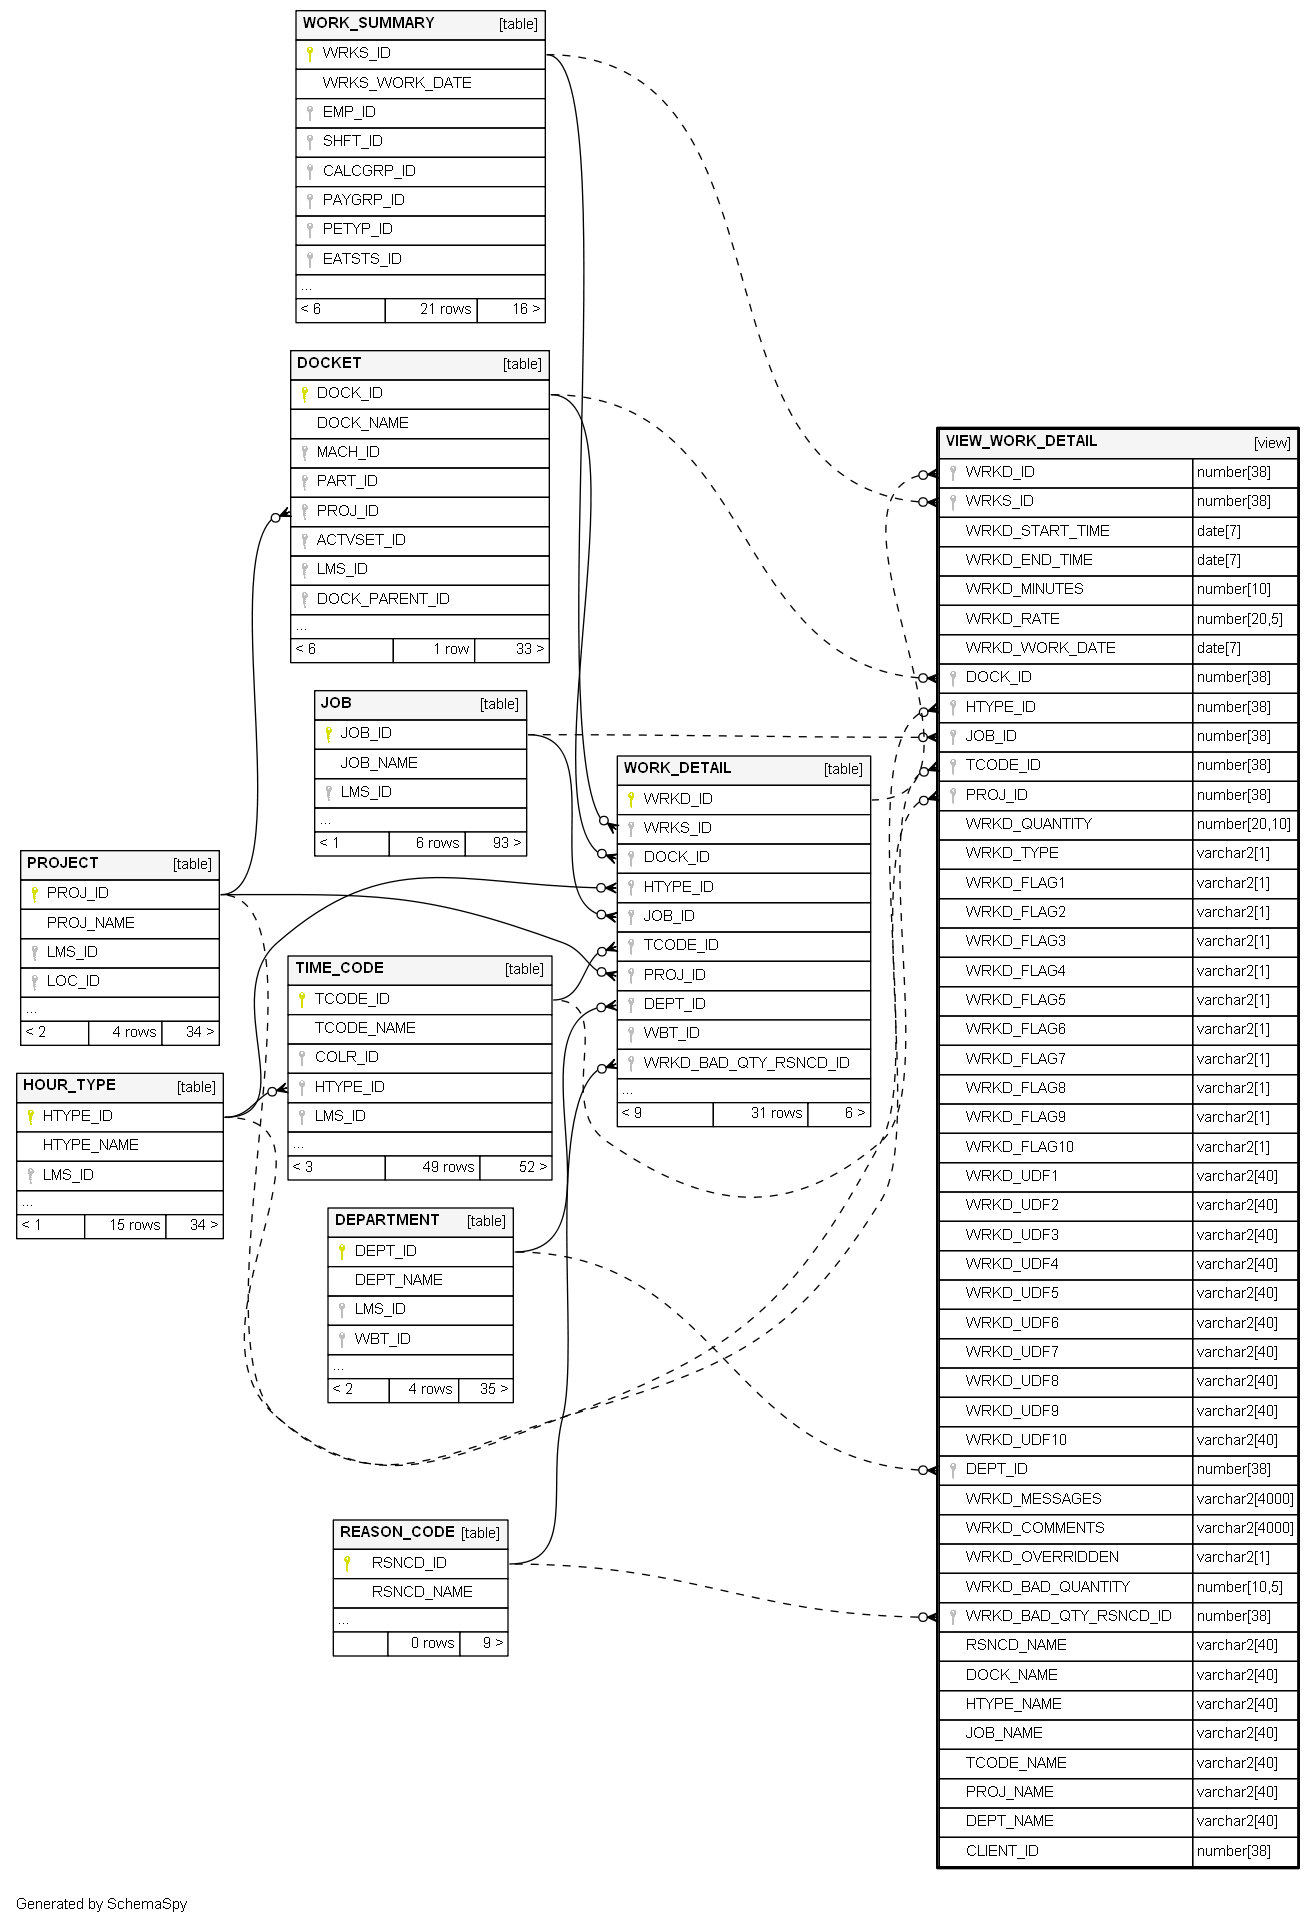 WORK_SUMMARY [table]
WRKS_ID
WRKS_WORK_DATE
EMP_ID
SHFT_ID
CALCGRP_ID
PAYGRP_ID
PETYP_ID
EATSTS_ID
...
< 6 21 rows 16 >
DOCKET [table]
DOCK_ID
DOCK_NAME
MACH_ID
PART_ID
PROJ_ID
ACTVSET_ID
LMS_ID
DOCK_PARENT_ID
...
< 6 1 row 33 >
JOB [table]
JOB_ID
JOB_NAME
LMS_ID
...
< 1 6 rows 93 >
PROJECT [table]
PROJ_ID
PROJ_NAME
LMS_ID
LOC_ID
...
< 2 4 rows 34 >
HOUR_TYPE [table]
HTYPE_ID
HTYPE_NAME
LMS_ID
...
< 1 15 rows 34 >
TIME_CODE [table]
TCODE_ID
TCODE_NAME
COLR_ID
HTYPE_ID
LMS_ID
...
< 3 49 rows 52 >
DEPARTMENT [table]
DEPT_ID
DEPT_NAME
LMS_ID
WBT_ID
...
< 2 4 rows 35 >
REASON_CODE [table]
RSNCD_ID
RSNCD_NAME
...
0 rows 9 >
WORK_DETAIL [table]
WRKD_ID
WRKS_ID
DOCK_ID
HTYPE_ID
JOB_ID
TCODE_ID
PROJ_ID
DEPT_ID
WBT_ID
WRKD_BAD_QTY_RSNCD_ID
...
< 9 31 rows 6 >
VIEW_WORK_DETAIL [view]
WRKD_ID number[38]
WRKS_ID number[38]
WRKD_START_TIME date[7]
WRKD_END_TIME date[7]
WRKD_MINUTES number[10]
WRKD_RATE number[20,5]
WRKD_WORK_DATE date[7]
DOCK_ID number[38]
HTYPE_ID number[38]
JOB_ID number[38]
TCODE_ID number[38]
PROJ_ID number[38]
WRKD_QUANTITY number[20,10]
WRKD_TYPE varchar2[1]
WRKD_FLAG1 varchar2[1]
WRKD_FLAG2 varchar2[1]
WRKD_FLAG3 varchar2[1]
WRKD_FLAG4 varchar2[1]
WRKD_FLAG5 varchar2[1]
WRKD_FLAG6 varchar2[1]
WRKD_FLAG7 varchar2[1]
WRKD_FLAG8 varchar2[1]
WRKD_FLAG9 varchar2[1]
WRKD_FLAG10 varchar2[1]
WRKD_UDF1 varchar2[40]
WRKD_UDF2 varchar2[40]
WRKD_UDF3 varchar2[40]
WRKD_UDF4 varchar2[40]
WRKD_UDF5 varchar2[40]
WRKD_UDF6 varchar2[40]
WRKD_UDF7 varchar2[40]
WRKD_UDF8 varchar2[40]
WRKD_UDF9 varchar2[40]
WRKD_UDF10 varchar2[40]
DEPT_ID number[38]
WRKD_MESSAGES varchar2[4000]
WRKD_COMMENTS varchar2[4000]
WRKD_OVERRIDDEN varchar2[1]
WRKD_BAD_QUANTITY number[10,5]
WRKD_BAD_QTY_RSNCD_ID number[38]
RSNCD_NAME varchar2[40]
DOCK_NAME varchar2[40]
HTYPE_NAME varchar2[40]
JOB_NAME varchar2[40]
TCODE_NAME varchar2[40]
PROJ_NAME varchar2[40]
DEPT_NAME varchar2[40]
CLIENT_ID number[38]
Generated by SchemaSpy